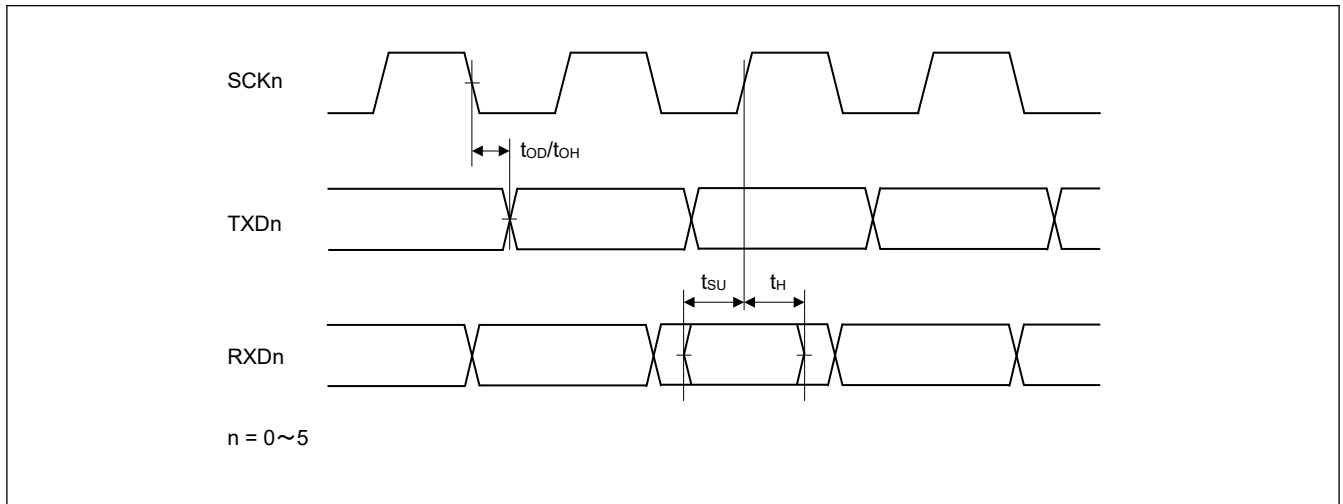 SCKn
tOD/tOH
TXDn
tSU
tH
RXDn
n = 0～5